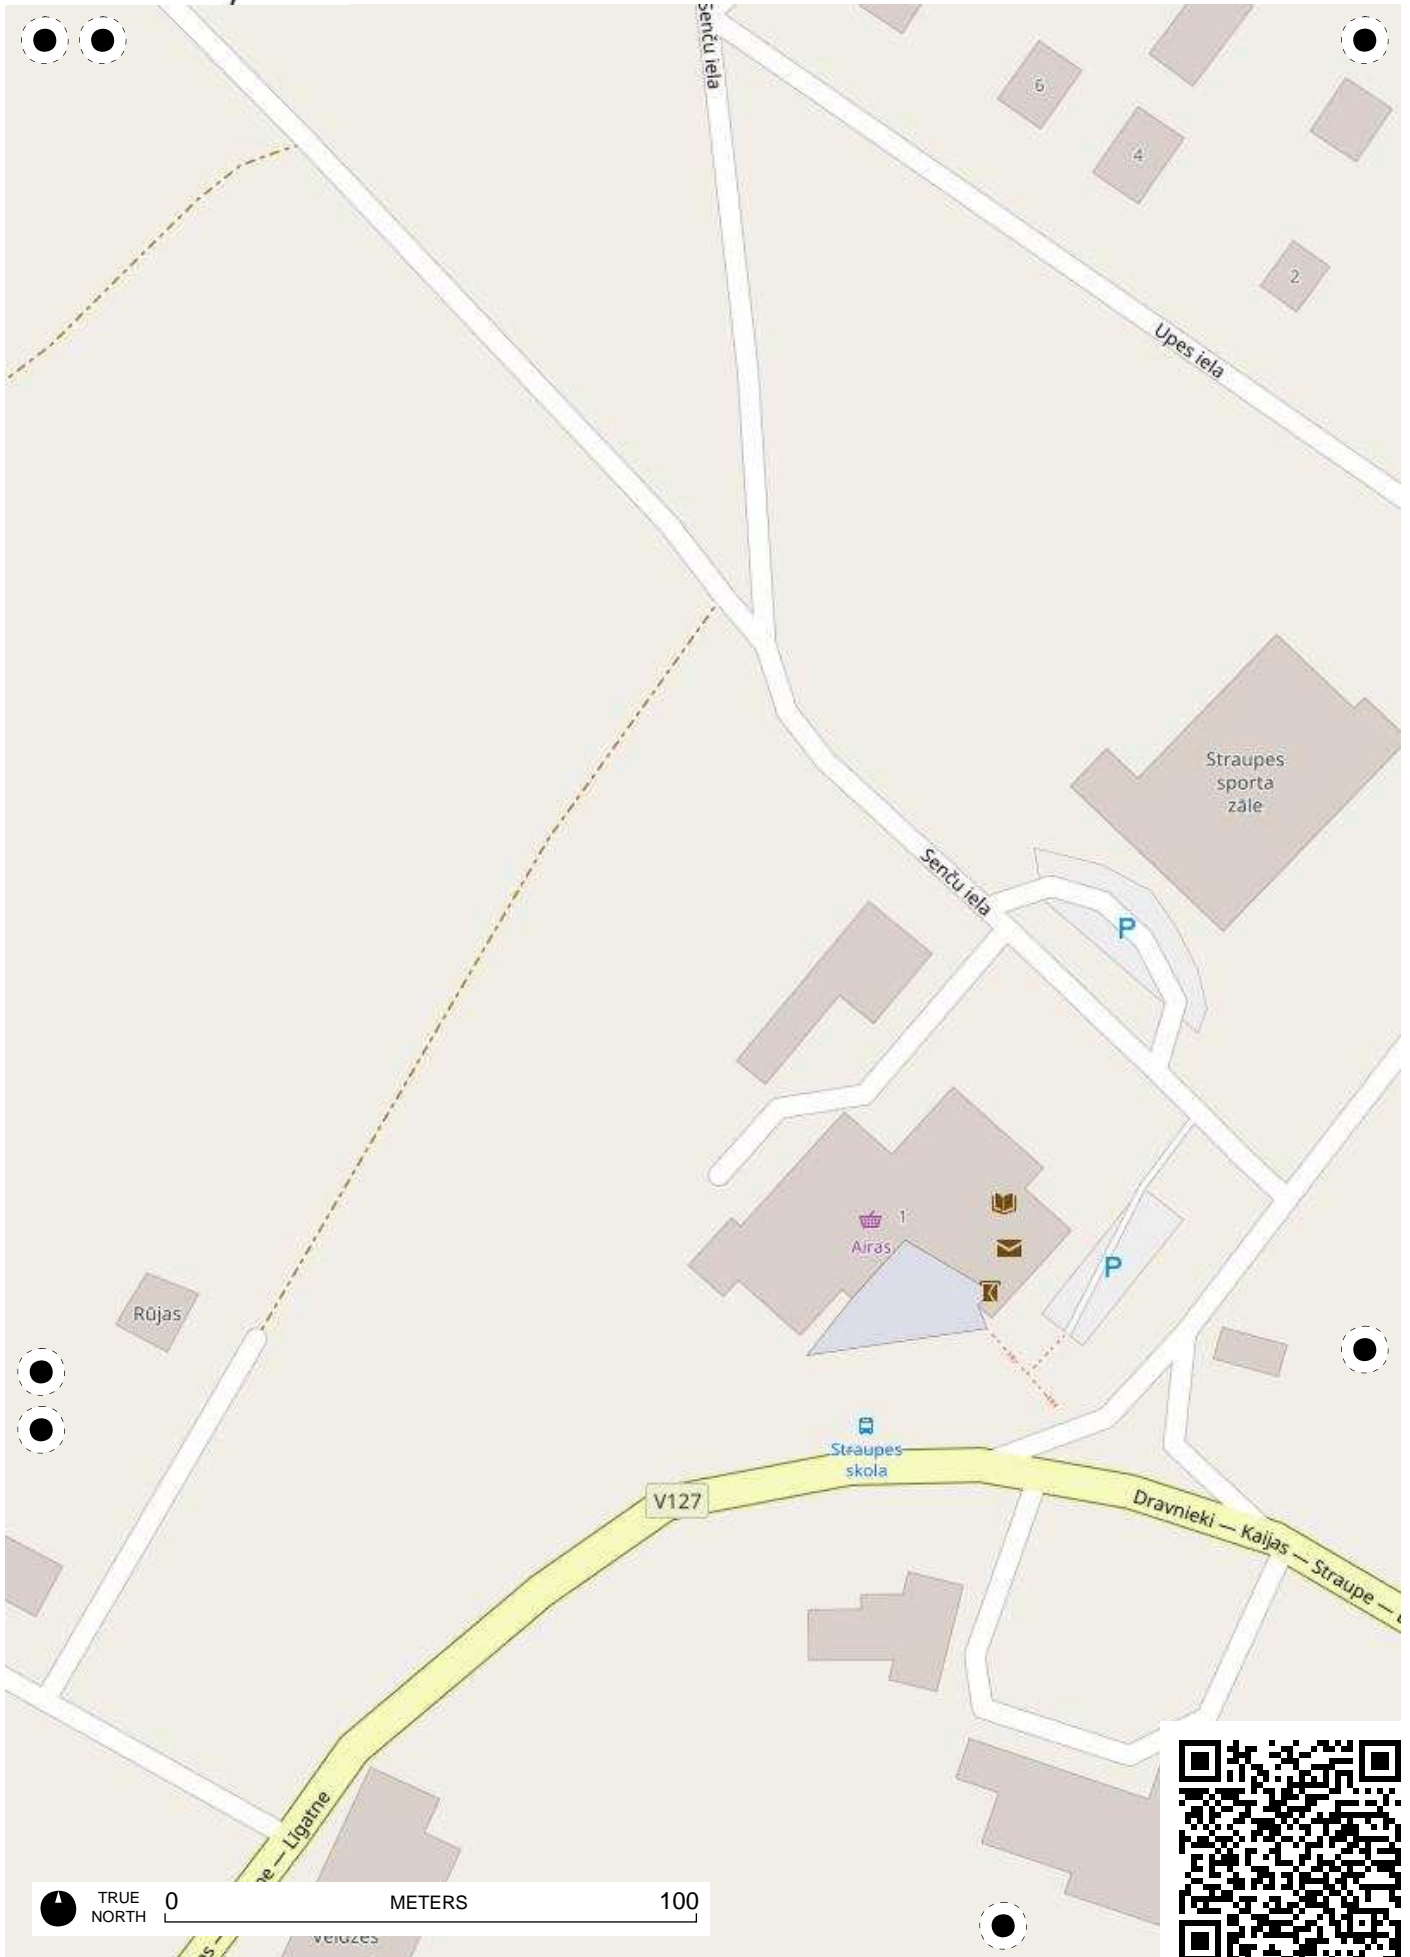 Senču iela
6
4
2
Upes iela
Straupes
sporta
zāle
Senču iela
P
1
Airas
P
Rūjas
Straupes
skola
V127
Dravnieki — Kaijas — Straupe —
— Līgatne
TRUE
NORTH
0
METERS
100